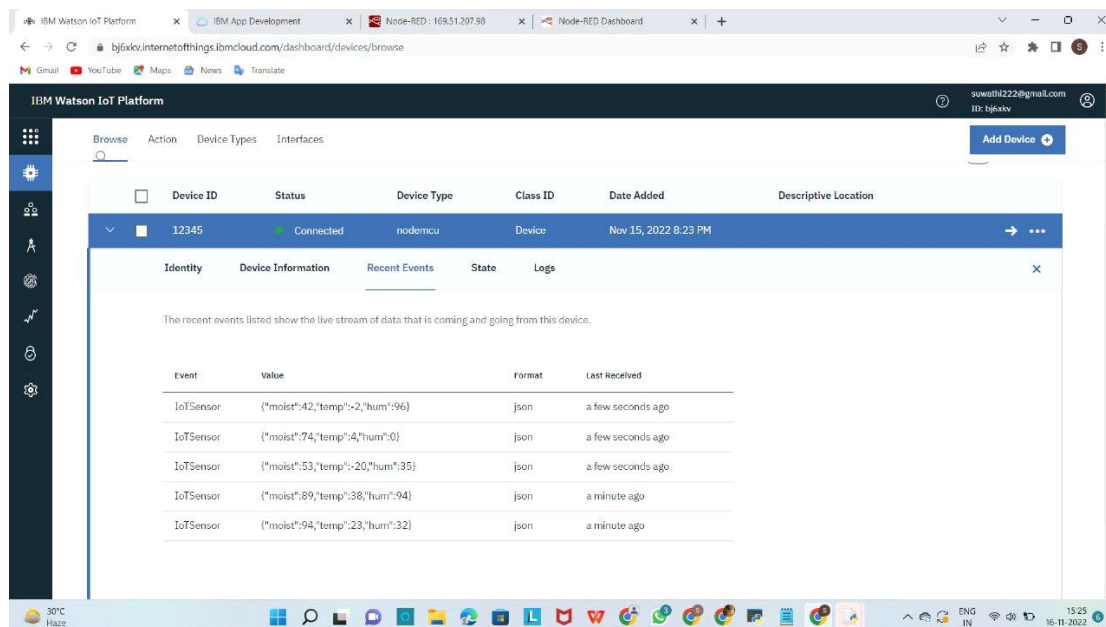 IBM Watson IoT Platform
IBM App Development
Node-RED : 169.51.207.98
Node-RED Dashboard
bj6xkv.internetofthings.ibmcloud.com/dashboard/devices/browse
S
Gmail YouTube Maps News Translate
IBM Watson IoT Platform
suwathi222@gmail.com
ID: bj6xkv
Browse Action Device Types Interfaces
Add Device
Device ID Status Device Type Class ID Date Added Descriptive Location
12345 Connected nodemcu Device Nov 15, 2022 8:23 PM
Identity Device Information Recent Events State Logs
The recent events listed show the live stream of data that is coming and going from this device.
Event Value Format Last Received
IoTSensor {"moist":42,"temp":-2,"hum":96} json a few seconds ago
IoTSensor {"moist":74,"temp":4,"hum":0} json a few seconds ago
IoTSensor {"moist":53,"temp":-20,"hum":35} json a few seconds ago
IoTSensor {"moist":89,"temp":38,"hum":94} json a minute ago
IoTSensor {"moist":94,"temp":23,"hum":32} json a minute ago
30°C
Haze
ENG
IN
15:25
16-11-2022
6